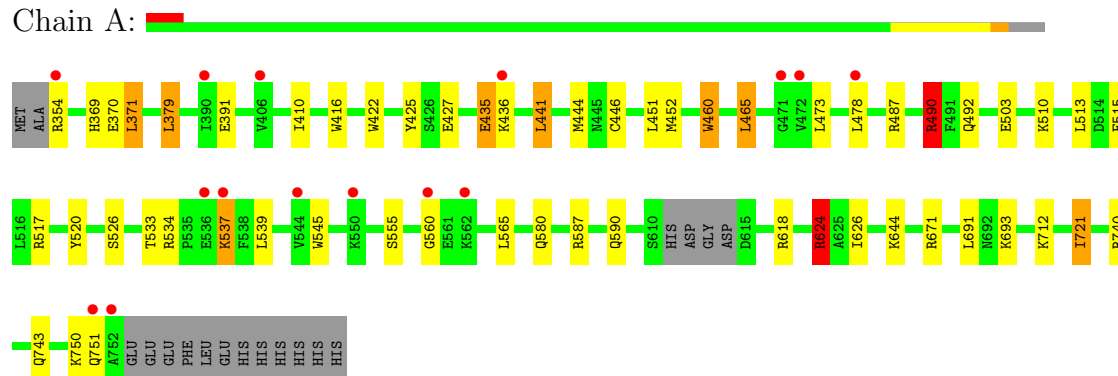 Chain A:
MET ALA R354 H369 E370 L371 L379 I390 E391 V406 I410 W416 W422 Y425 S426 E427 E435 K436 L441 M444 N445 C446 L451 M452 W460 L465 G471 V472 L473 L478 R487 R490 F491 Q492 E503 K510 L513 D514
L516 R517 Y520 S526 T533 R534 P535 E536 K537 F538 L539 V544 W545 K550 S555 G560 E561 K562 L565 Q580 R587 Q590 S610 HIS ASP GLY ASP D615 R618 R624 A625 I626 K644 R671 L691 N692 K693 K712 I721
Q743 K750 Q751 A752 GLU GLU GLU PHE LEU GLU HIS HIS HIS HIS HIS HIS